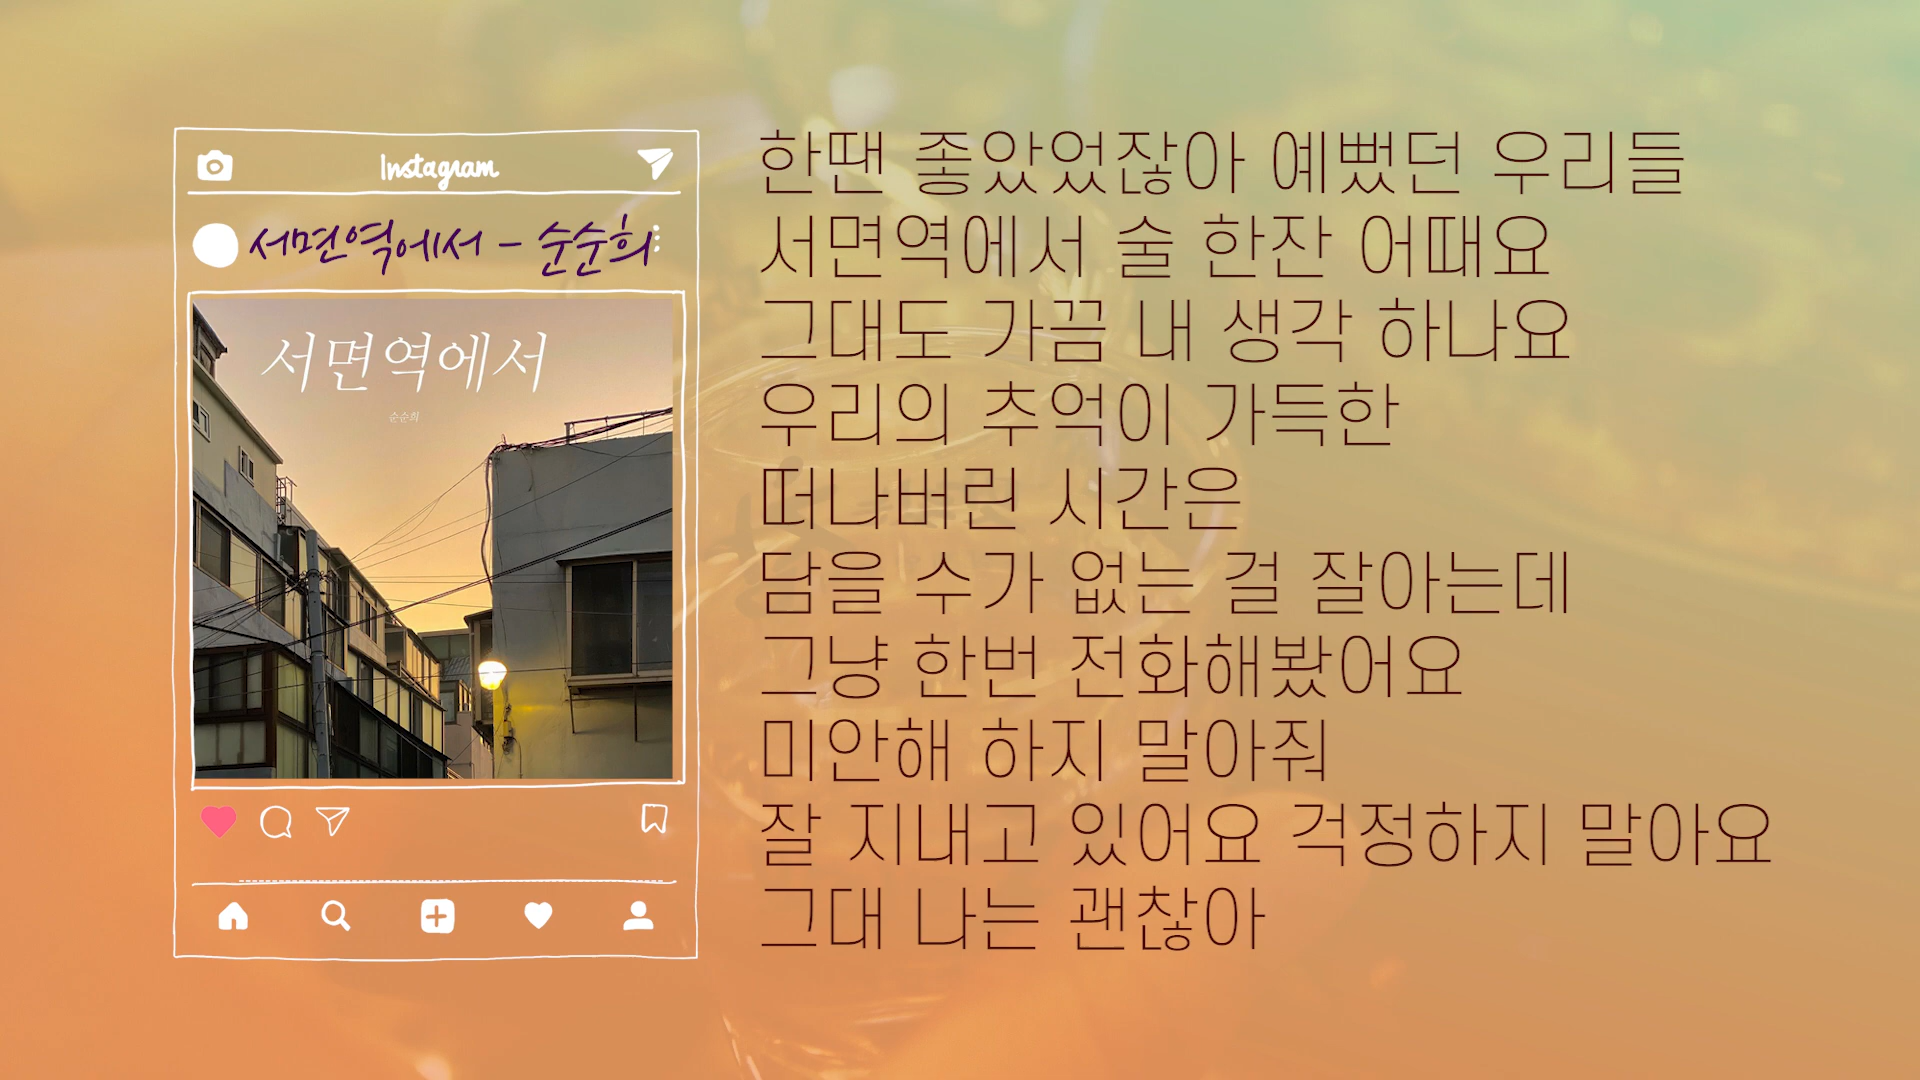 Instagram
서면역에서 - 순순희
서면역에서
순순희
한땐 좋았었잖아 예뻤던 우리들
서면역에서 술 한잔 어때요
그대도 가끔 내 생각 하나요
우리의 추억이 가득한
떠나버린 시간은
담을 수가 없는 걸 잘아는데
그냥 한번 전화해봤어요
미안해 하지 말아줘
잘 지내고 있어요 걱정하지 말아요
그대 나는 괜찮아